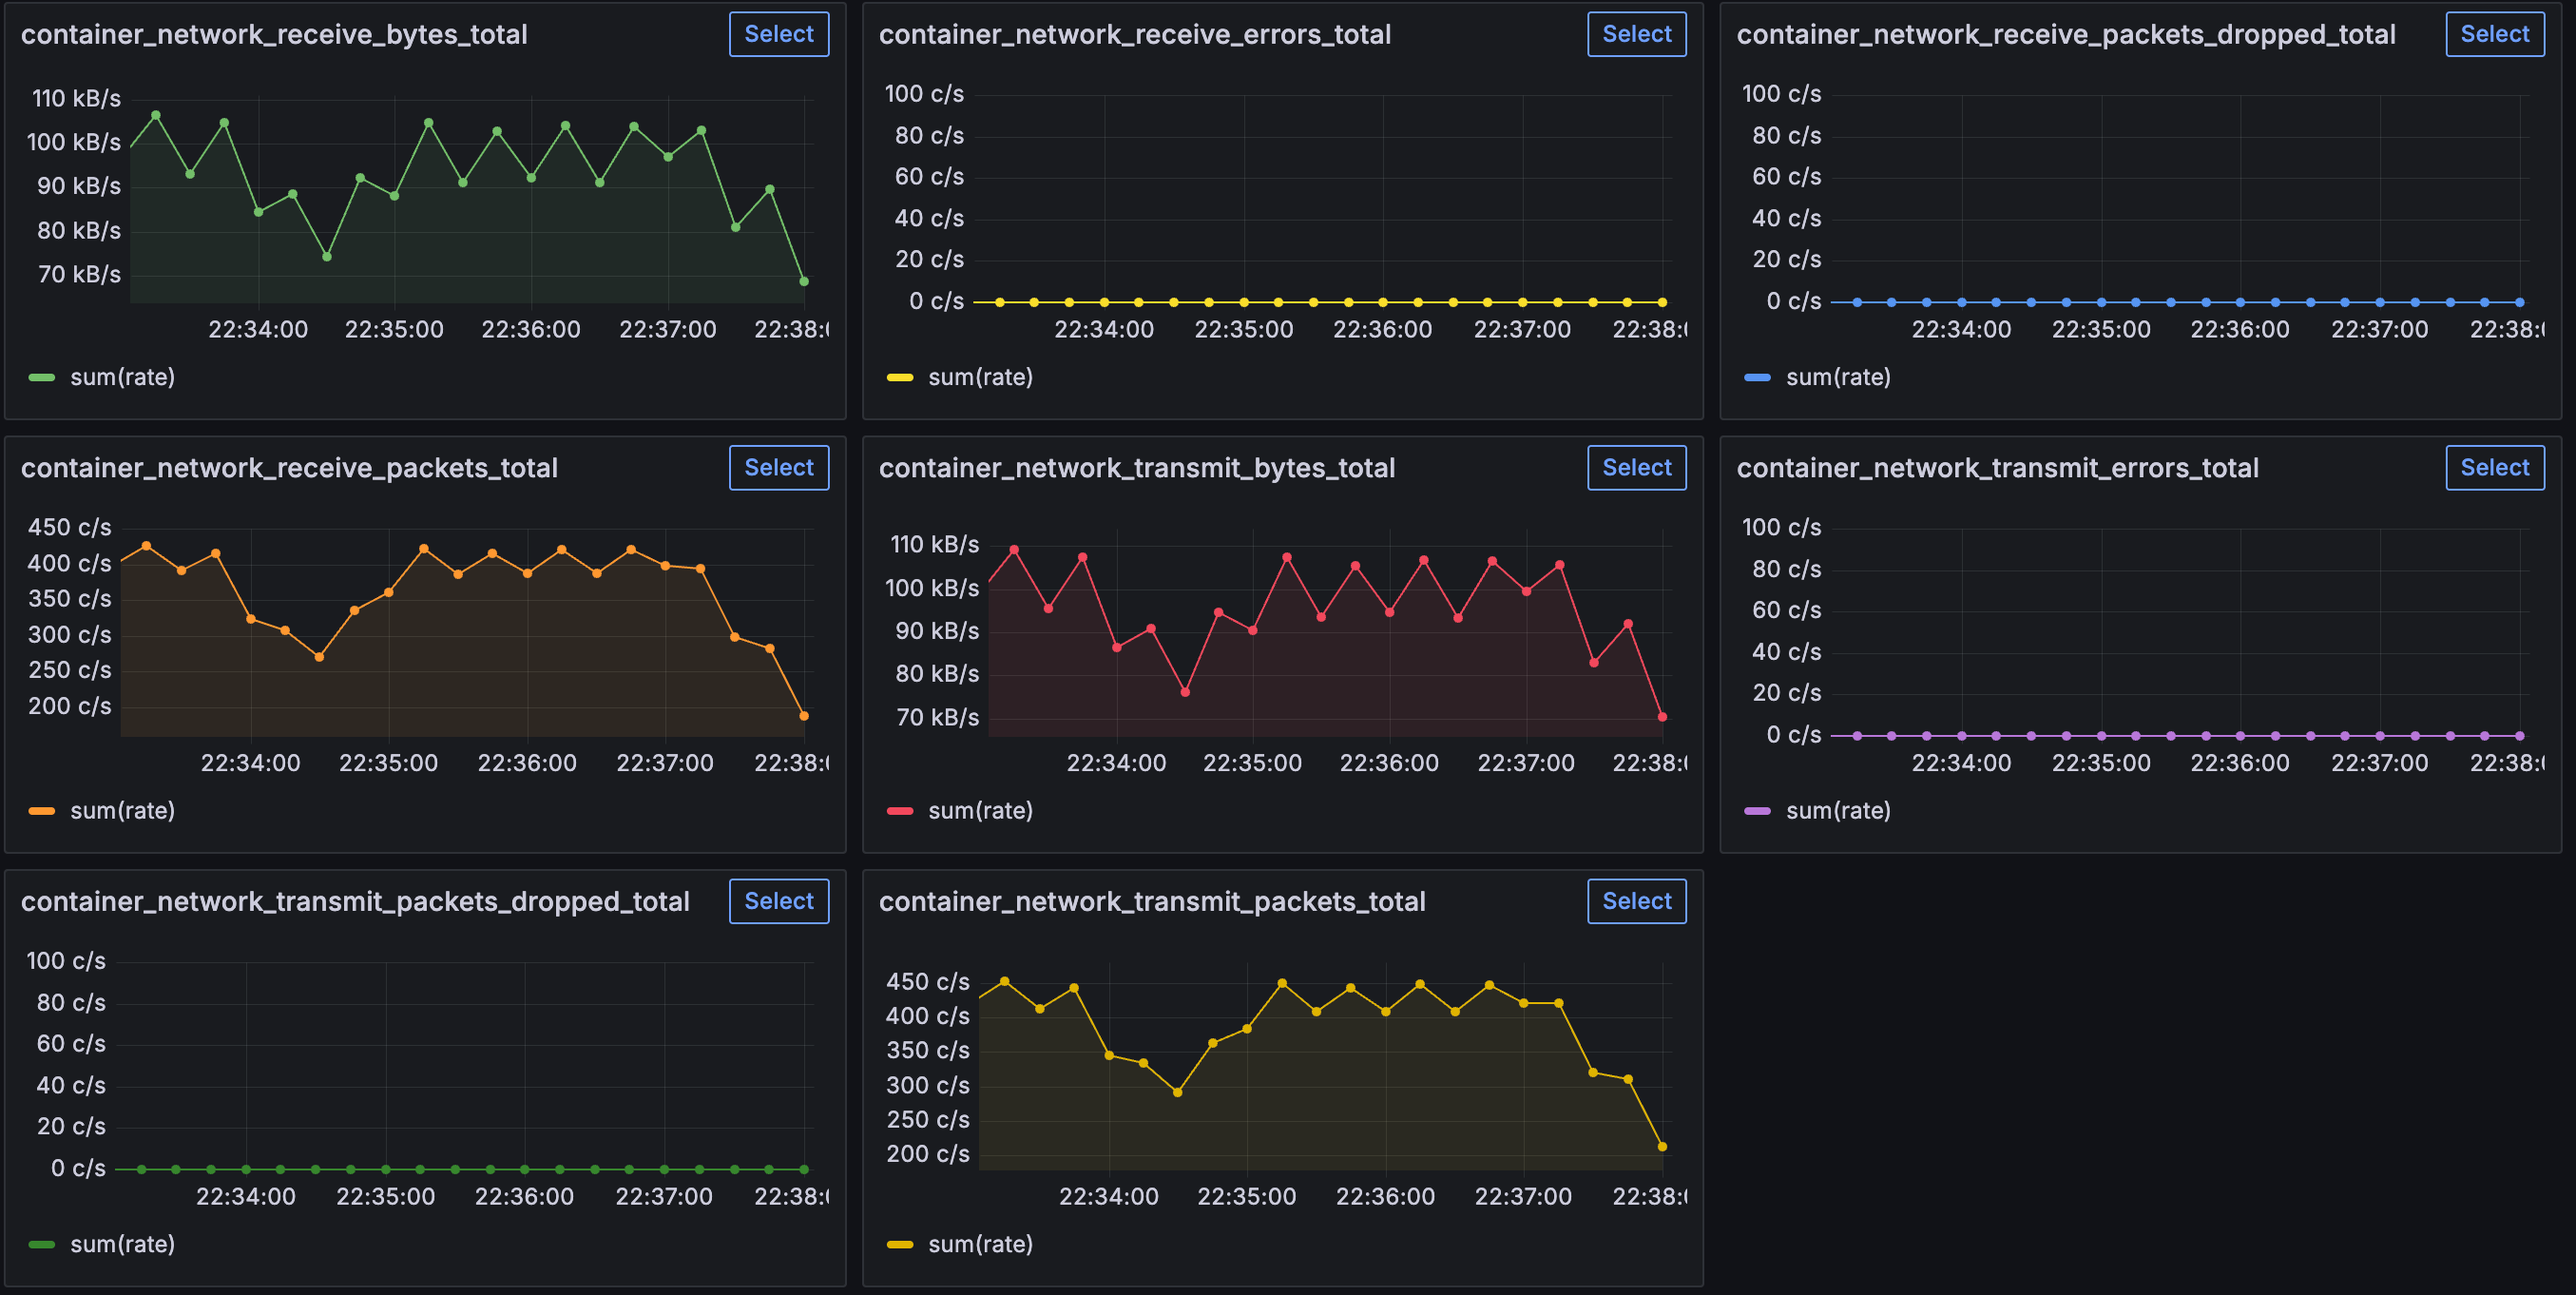 container_network_receive_bytes_total
Select
110 kB/s
100 kB/s
90 kB/s
80 kB/s
70 kB/s
22:34:00 22:35:00 22:36:00 22:37:00 22:38:0
sum(rate)
container_network_receive_errors_total
Select
100 c/s
80 c/s
60 c/s
40 c/s
20 c/s
0 c/s
22:34:00 22:35:00 22:36:00 22:37:00 22:38:0
sum(rate)
container_network_receive_packets_dropped_total
Select
100 c/s
80 c/s
60 c/s
40 c/s
20 c/s
0 c/s
22:34:00 22:35:00 22:36:00 22:37:00 22:38:0
sum(rate)
container_network_receive_packets_total
Select
450 c/s
400 c/s
350 c/s
300 c/s
250 c/s
200 c/s
22:34:00 22:35:00 22:36:00 22:37:00 22:38:0
sum(rate)
container_network_transmit_bytes_total
Select
110 kB/s
100 kB/s
90 kB/s
80 kB/s
70 kB/s
22:34:00 22:35:00 22:36:00 22:37:00 22:38:0
sum(rate)
container_network_transmit_errors_total
Select
100 c/s
80 c/s
60 c/s
40 c/s
20 c/s
0 c/s
22:34:00 22:35:00 22:36:00 22:37:00 22:38:0
sum(rate)
container_network_transmit_packets_dropped_total
Select
100 c/s
80 c/s
60 c/s
40 c/s
20 c/s
0 c/s
22:34:00 22:35:00 22:36:00 22:37:00 22:38:0
sum(rate)
container_network_transmit_packets_total
Select
450 c/s
400 c/s
350 c/s
300 c/s
250 c/s
200 c/s
22:34:00 22:35:00 22:36:00 22:37:00 22:38:0
sum(rate)